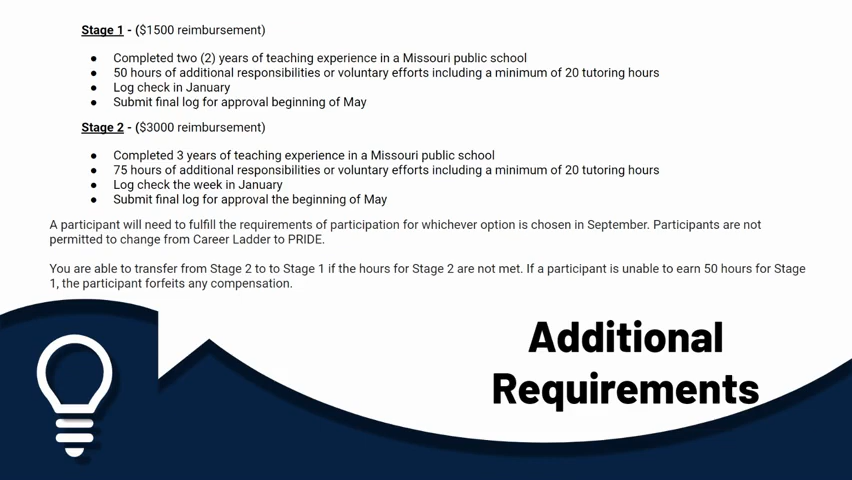 Stage 1 - ($1500 reimbursement)
● Completed two (2) years of teaching experience in a Missouri public school
● 50 hours of additional responsibilities or voluntary efforts including a minimum of 20 tutoring hours
● Log check in January
● Submit final log for approval beginning of May
Stage 2 - ($3000 reimbursement)
● Completed 3 years of teaching experience in a Missouri public school
● 75 hours of additional responsibilities or voluntary efforts including a minimum of 20 tutoring hours
● Log check the week in January
● Submit final log for approval the beginning of May
A participant will need to fulfill the requirements of participation for whichever option is chosen in September. Participants are not
permitted to change from Career Ladder to PRIDE.
You are able to transfer from Stage 2 to to Stage 1 if the hours for Stage 2 are not met. If a participant is unable to earn 50 hours for Stage
1, the participant forfeits any compensation.
Additional
Requirements